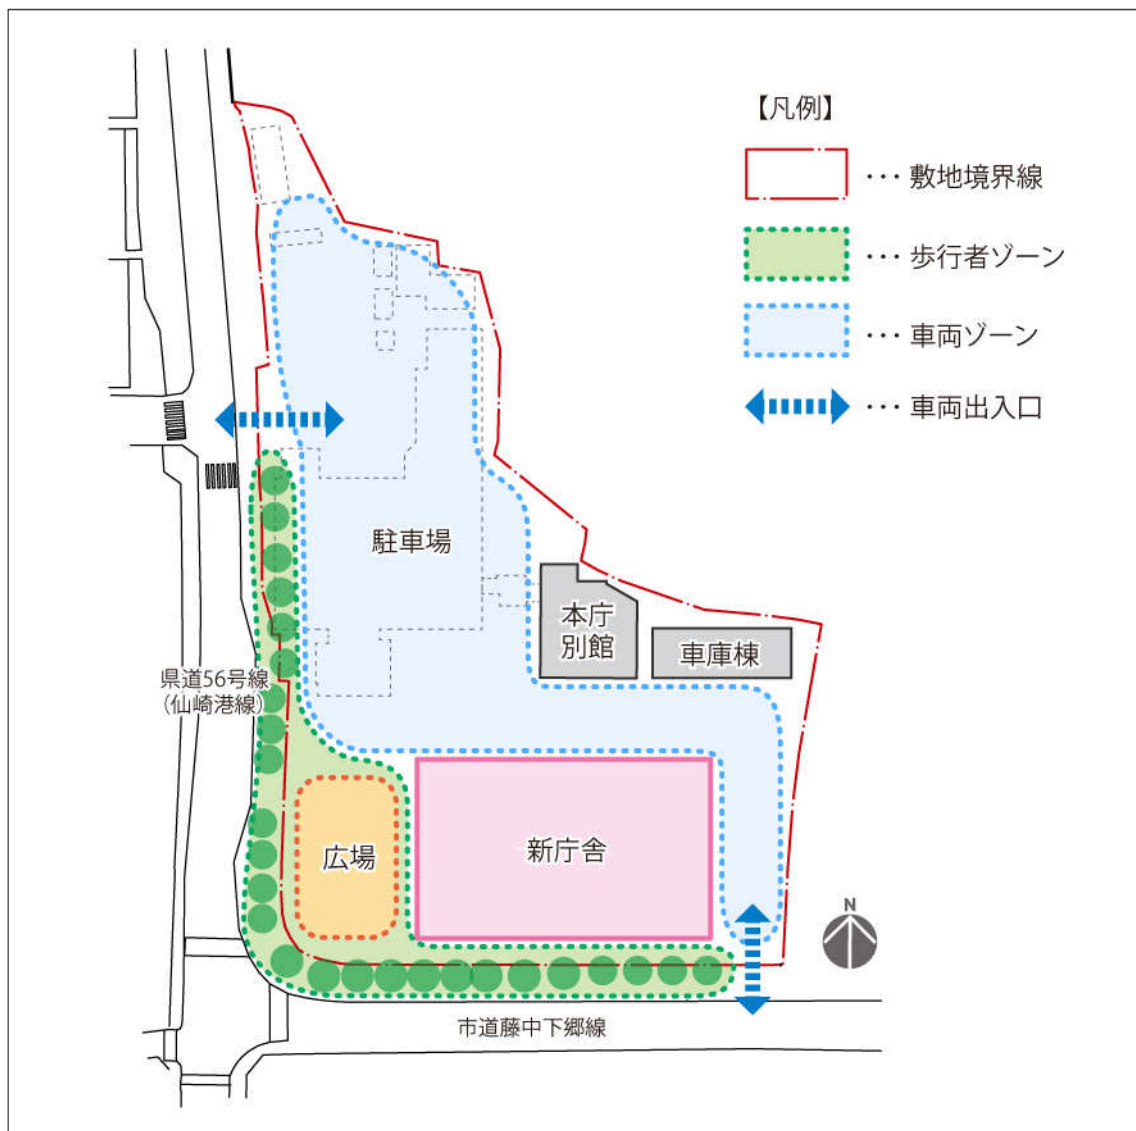 【凡例】
・・・敷地境界線
・・・歩行者ゾーン
・・・車両ゾーン
・・・車両出入口
駐車場
本庁
別館
車庫棟
県道56号線
(仙崎港線)
広場
新庁舎
N
市道藤中下郷線